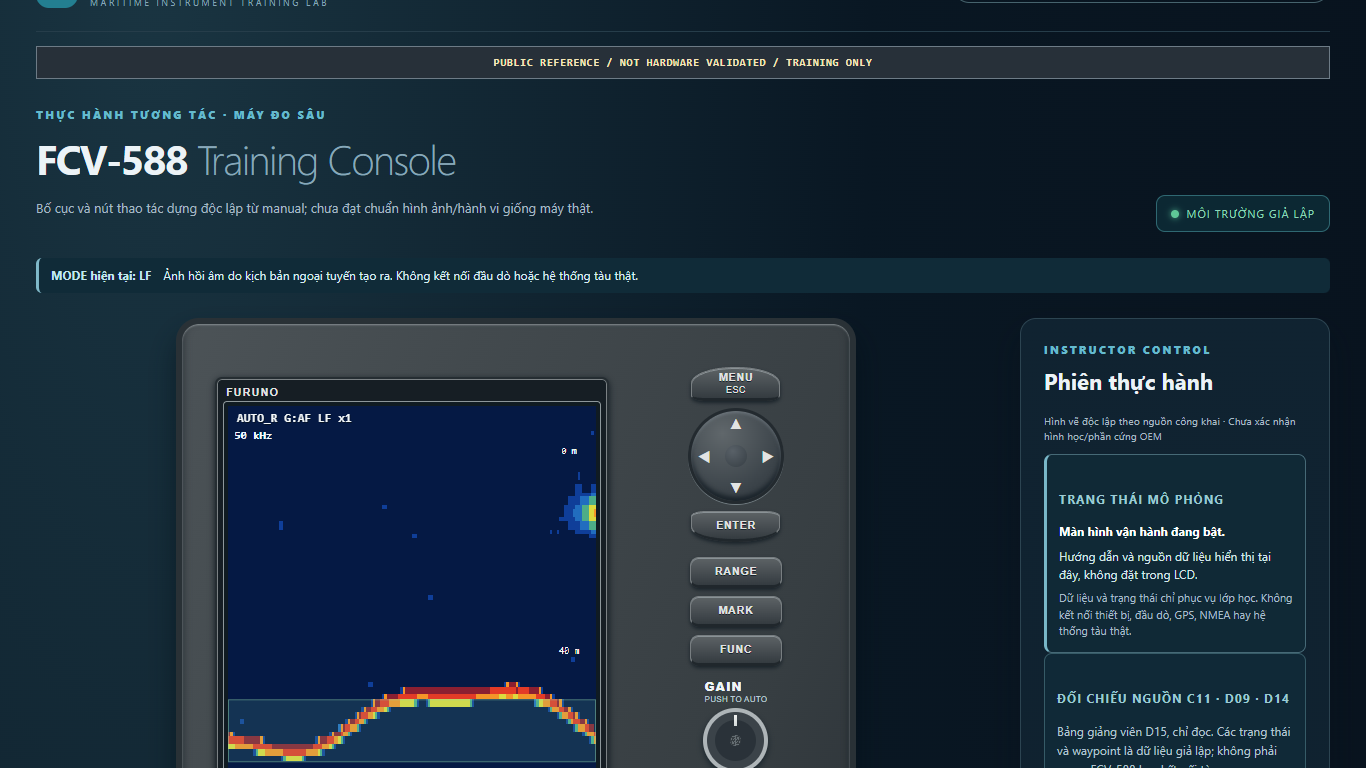 MARITIME INSTRUMENT TRAINING LAB
PUBLIC REFERENCE / NOT HARDWARE VALIDATED / TRAINING ONLY
THỰC HÀNH TƯƠNG TÁC · MÁY ĐO SÂU
FCV-588 Training Console
Bố cục và nút thao tác dựng độc lập từ manual; chưa đạt chuẩn hình ảnh/hành vi giống máy thật.
MÔI TRƯỜNG GIẢ LẬP
MODE hiện tại: LF Ảnh hồi âm do kịch bản ngoại tuyến tạo ra. Không kết nối đầu dò hoặc hệ thống tàu thật.
FURUNO
AUTO_R G:AF LF x1
50 kHz
0 m
40 m
MENU
ESC
ENTER
RANGE
MARK
FUNC
GAIN
PUSH TO AUTO
INSTRUCTOR CONTROL
Phiên thực hành
Hình vẽ độc lập theo nguồn công khai · Chưa xác nhận
hình học/phần cứng OEM
TRẠNG THÁI MÔ PHỎNG
Màn hình vận hành đang bật.
Hướng dẫn và nguồn dữ liệu hiển thị tại
đây, không đặt trong LCD.
Dữ liệu và trạng thái chỉ phục vụ lớp học. Không
kết nối thiết bị, đầu dò, GPS, NMEA hay hệ
thống tàu thật.
ĐỐI CHIẾU NGUỒN C11 · D09 · D14
Bảng giảng viên D15, chỉ đọc. Các trạng thái
và waypoint là dữ liệu giả lập; không phải